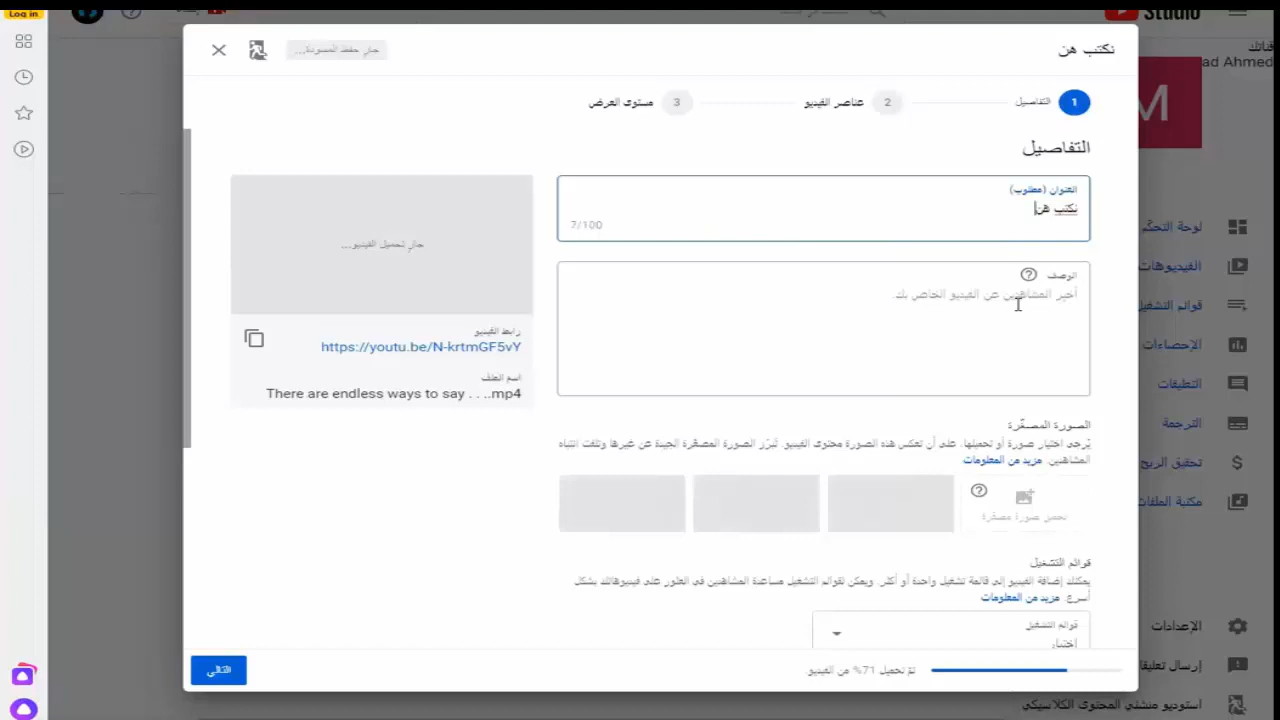 Log in
Studio
قناتك
ad Ahmed
M
نكتب هن
جارٍ حفظ المسودة...
1
التفاصيل
2
عناصر الفيديو
3
مستوى العرض
التفاصيل
العنوان (مطلوب)
نكتب هن
7/100
الوصف
أخبر المشاهدين عن الفيديو الخاص بك.
جارٍ تحميل الفيديو...
رابط الفيديو
https://youtu.be/N-krtmGF5vY
اسم الملف
There are endless ways to say . . ..mp4
الصورة المصغّرة
يُرجى اختيار صورة أو تحميلها، على أن تعكس هذه الصورة محتوى الفيديو. تُبرّز الصورة المصغّرة الجيدة عن غيرها وتلفت انتباه
المشاهدين. مزيد من المعلومات
تحميل صورة مصغّرة
قوائم التشغيل
يمكنك إضافة الفيديو إلى قائمة تشغيل واحدة أو أكثر. ويمكن لقوائم التشغيل مساعدة المشاهدين في العثور على فيديوهاتك بشكل
أسرع. مزيد من المعلومات
قوائم التشغيل
اختيار
تمّ تحميل 71% من الفيديو
التالي
لوحة التحكّم
الفيديوهات
قوائم التشغيل
الإحصاءات
التعليقات
الترجمة
تحقيق الربح
مكتبة الملفات
الإعدادات
إرسال تعليقا
استوديو منشئي المحتوى الكلاسيكي